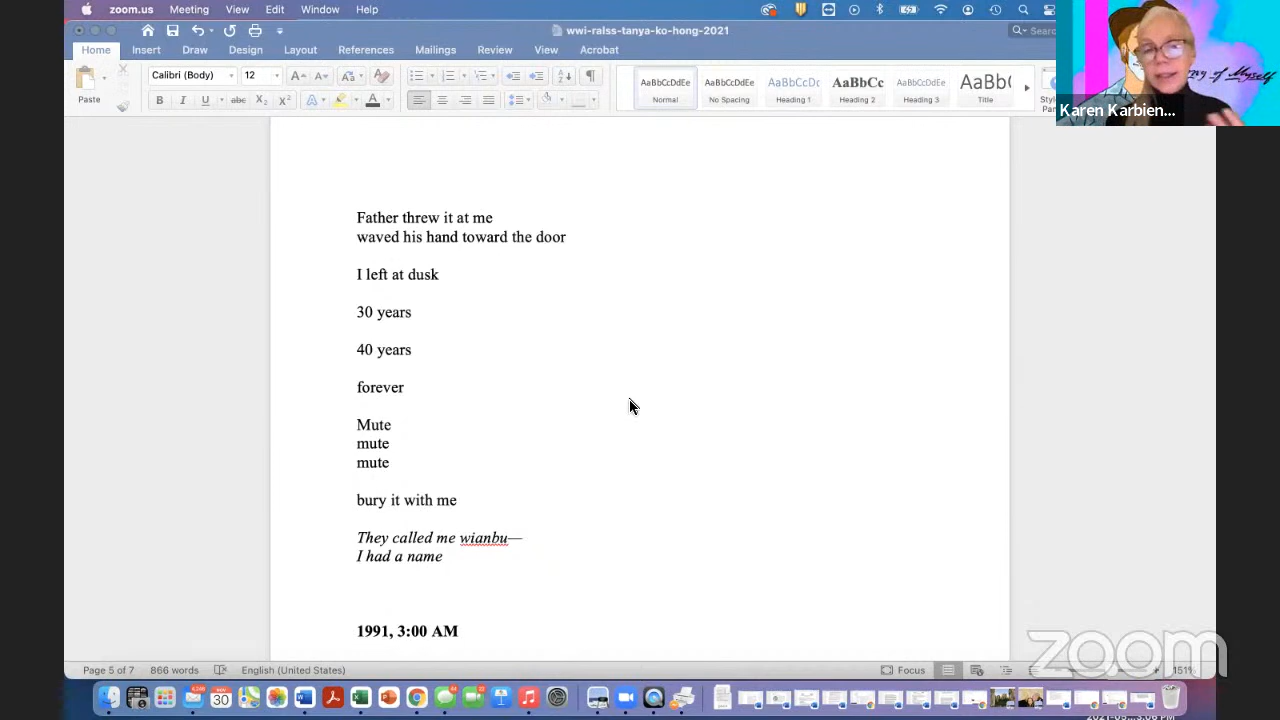 zoom.us Meeting View Edit Window Help
wwi-ralss-tanya-ko-hong-2021
Home Insert Draw Design Layout References Mailings Review View Acrobat
Paste
Calibri (Body) 12
AaBbCcDdEe AaBbCcDdEe AaBbCcDc AaBbCc AaBbCcDdEe AaBb(
Normal No Spacing Heading 1 Heading 2 Heading 3 Title
Karen Karbien...
of Myself
Father threw it at me
waved his hand toward the door
I left at dusk
30 years
40 years
forever
Mute
mute
mute
bury it with me
They called me wianbu—
I had a name
1991, 3:00 AM
Page 5 of 7 866 words English (United States) Focus 151%
zoom